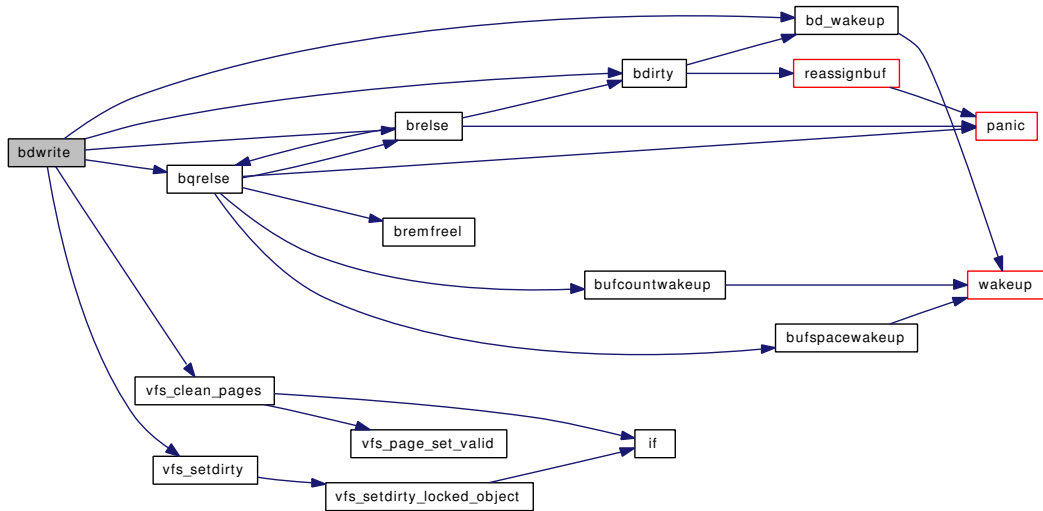 bd_wakeup
bdirty
reassignbuf
brelse
panic
bdwrite
bqrelse
bremfreel
bufcountwakeup
wakeup
bufspacewakeup
vfs_clean_pages
vfs_page_set_valid
if
vfs_setdirty
vfs_setdirty_locked_object